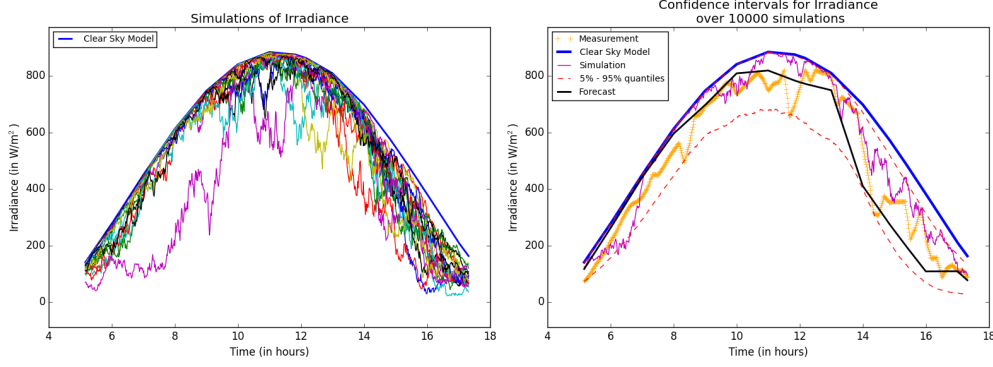 Simulations of Irradiance
Clear Sky Model
Irradiance (in W/m²)
800
600
400
200
0
4 6 8 10 12 14 16 18
Time (in hours)
Confidence intervals for Irradiance
over 10000 simulations
Measurement
Clear Sky Model
Simulation
5% - 95% quantiles
Forecast
Irradiance (in W/m²)
800
600
400
200
0
4 6 8 10 12 14 16 18
Time (in hours)